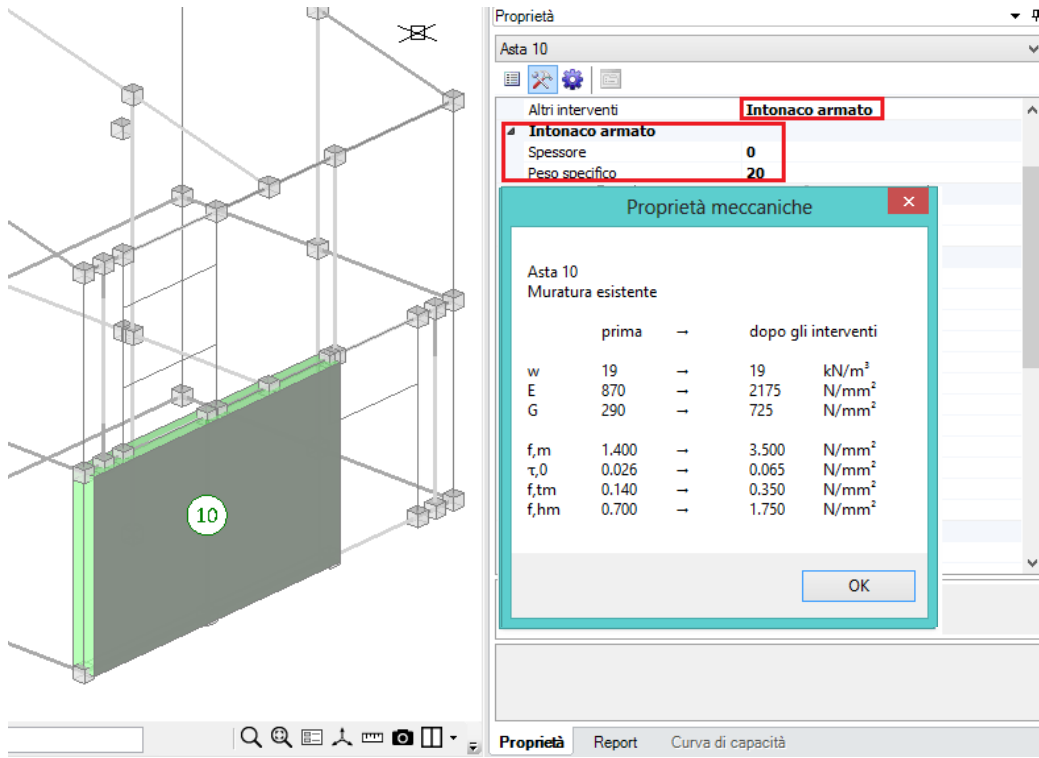 Proprietà
Asta 10
Altri interventi Intonaco armato
Intonaco armato
Spessore 0
Peso specifico 20
Proprietà meccaniche
Asta 10
Muratura esistente
prima → dopo gli interventi
w 19 → 19 kN/m³
E 870 → 2175 N/mm²
G 290 → 725 N/mm²
f,m 1.400 → 3.500 N/mm²
τ,0 0.026 → 0.065 N/mm²
f,tm 0.140 → 0.350 N/mm²
f,hm 0.700 → 1.750 N/mm²
OK
10
Proprietà Report Curva di capacità